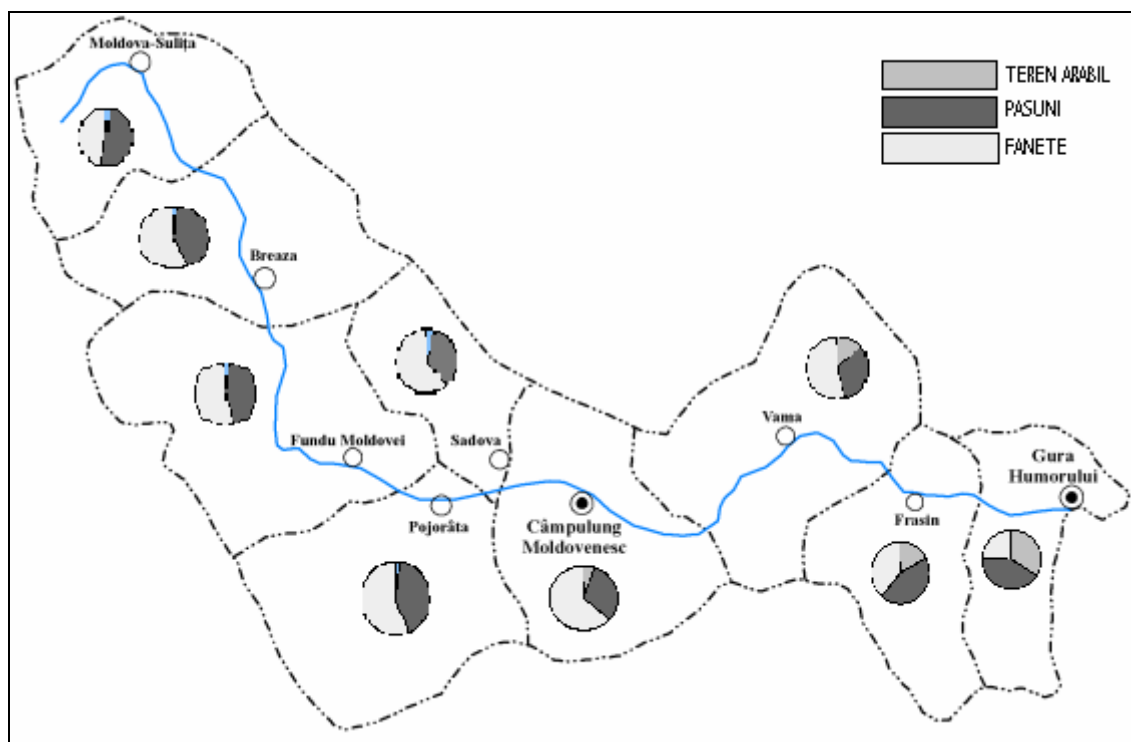 Moldova-Sulița
TEREN ARABIL
PASUNI
FANETE
Breaza
Fundu Moldovei
Sadova
Vama
Gura
Humorului
Pojorâta
Câmpulung
Moldovenesc
Frasin